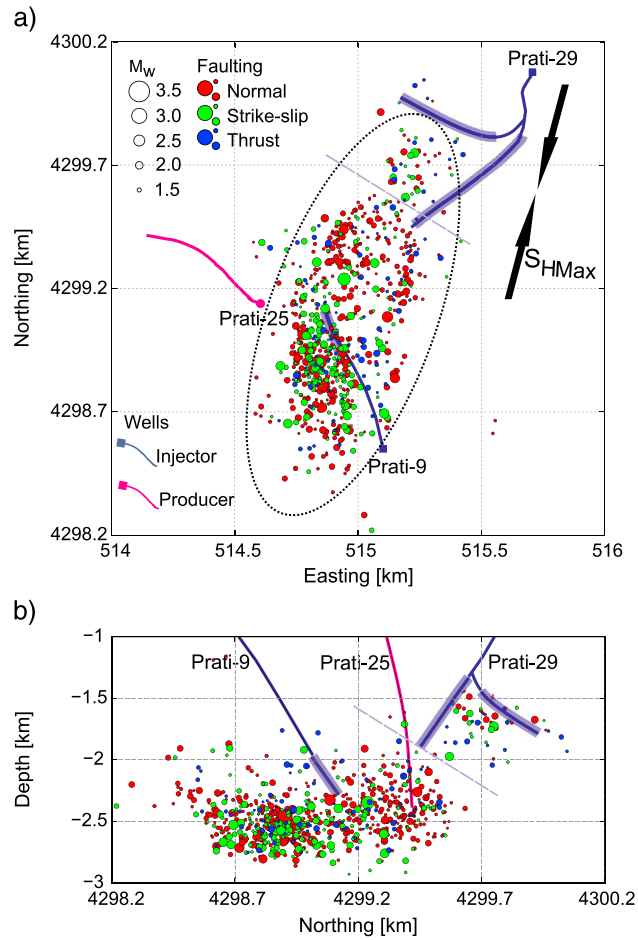 a)
4300.2
4299.7
4299.2
4298.7
4298.2
Northing [km]
514
514.5
515
515.5
516
Easting [km]
Mw
3.5
3.0
2.5
2.0
1.5
Faulting
Normal
Strike-slip
Thrust
Prati-29
SHMax
Prati-25
Prati-9
Wells
Injector
Producer
b)
−1
−1.5
−2
−2.5
−3
Depth [km]
Prati-9
Prati-25
Prati-29
4298.2
4298.7
4299.2
4299.7
4300.2
Northing [km]